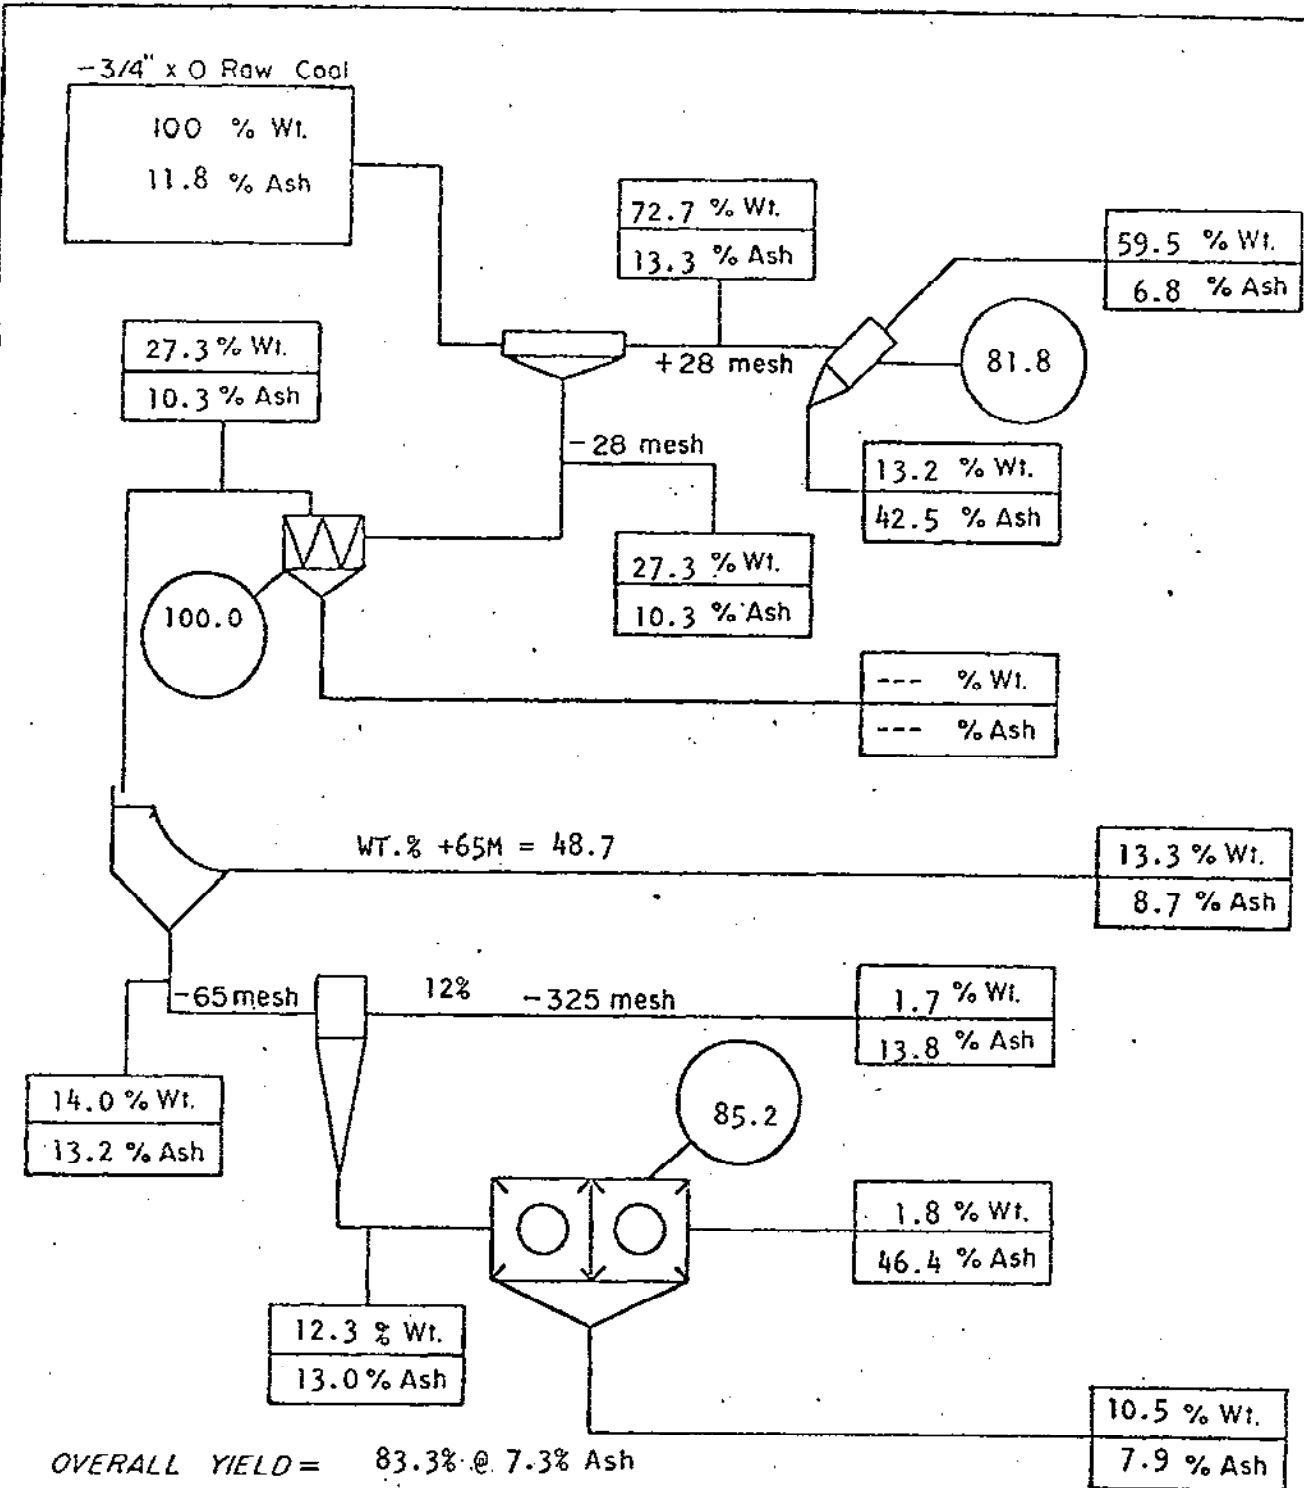 -3/4" x 0 Raw Coal
100 % Wt.
11.8 % Ash
72.7 % Wt.
13.3 % Ash
59.5 % Wt.
6.8 % Ash
27.3 % Wt.
10.3 % Ash
+28 mesh
81.8
-28 mesh
13.2 % Wt.
42.5 % Ash
27.3 % Wt.
10.3 % Ash
100.0
--- % Wt.
--- % Ash
WT.% +65M = 48.7
13.3 % Wt.
8.7 % Ash
-65 mesh
12% -325 mesh
1.7 % Wt.
13.8 % Ash
14.0 % Wt.
13.2 % Ash
85.2
1.8 % Wt.
46.4 % Ash
12.3 % Wt.
13.0 % Ash
10.5 % Wt.
7.9 % Ash
OVERALL YIELD = 83.3% @ 7.3% Ash